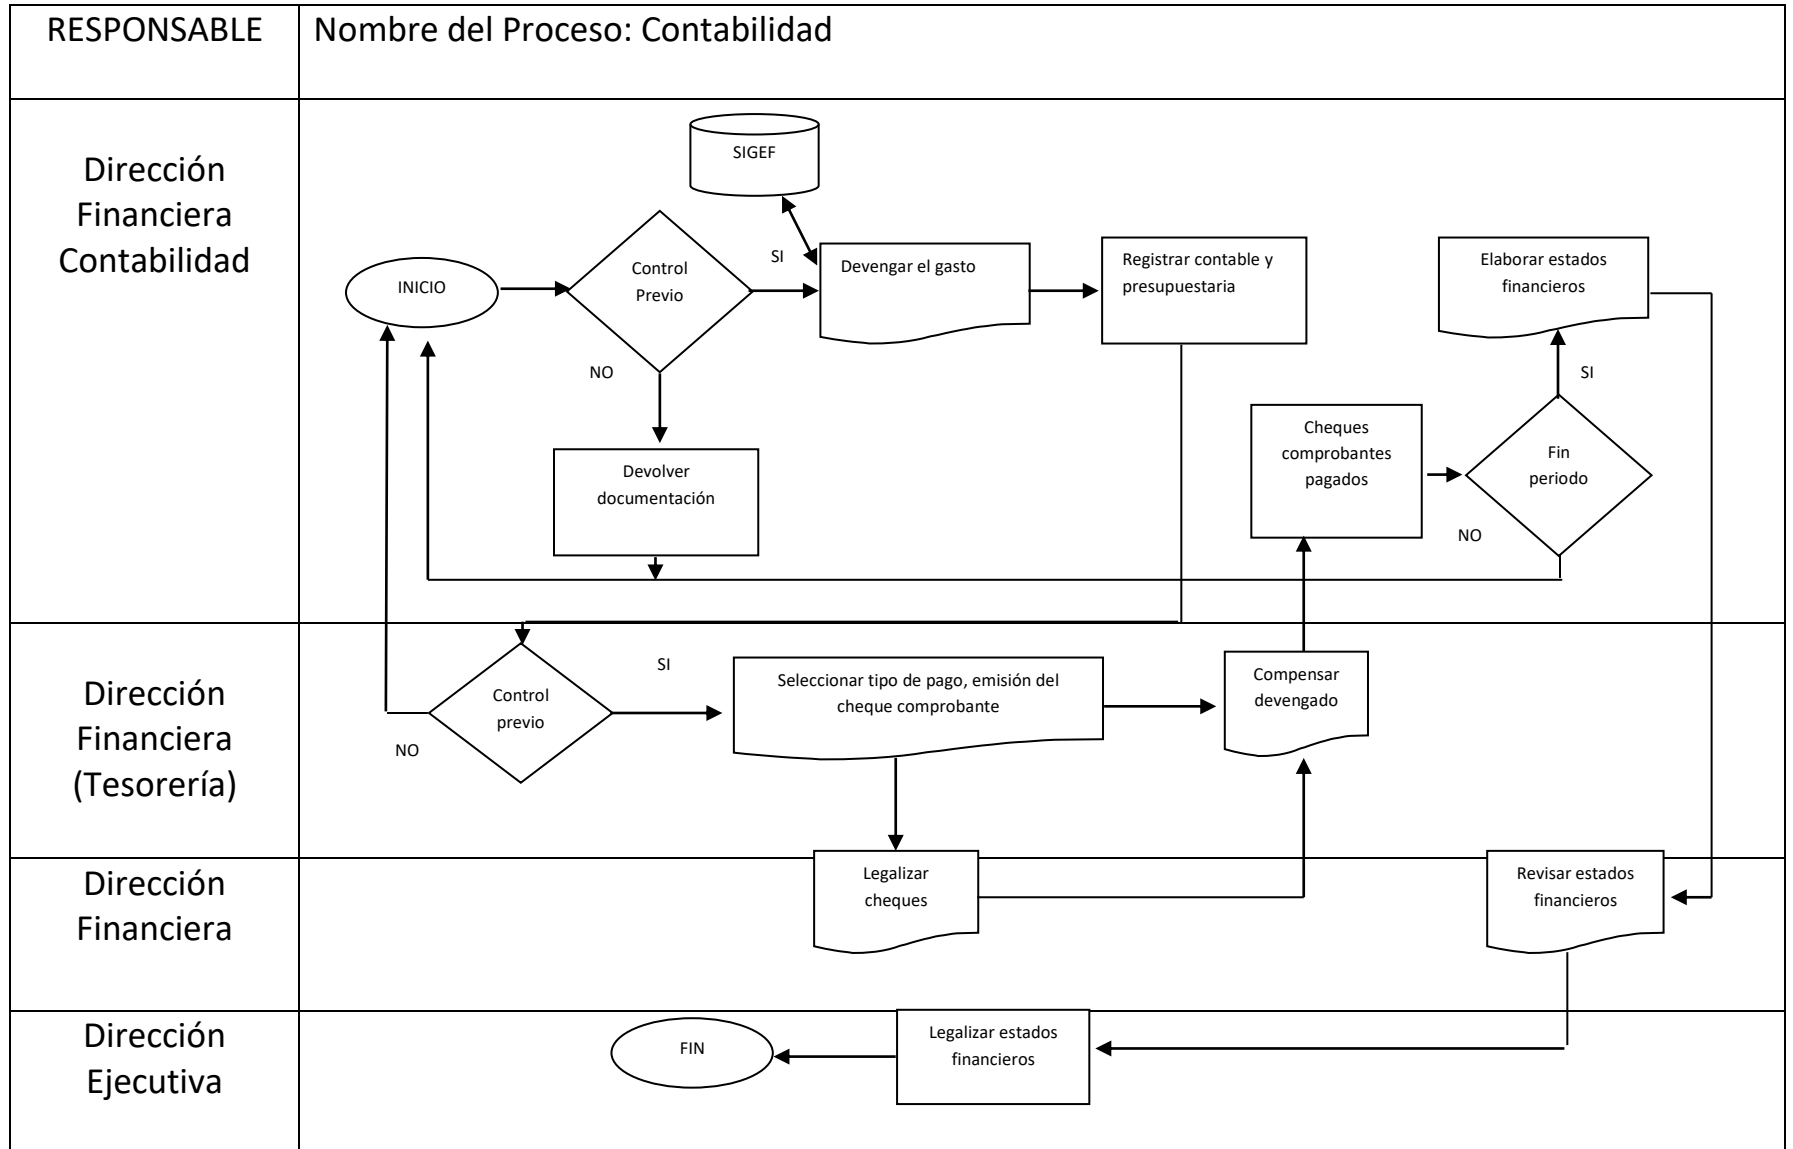 RESPONSABLE
Nombre del Proceso: Contabilidad
Dirección
Financiera
Contabilidad
SIGEF
INICIO
Control
Previo
SI
NO
Devengar el gasto
Registrar contable y
presupuestaria
Elaborar estados
financieros
SI
Devolver
documentación
Cheques
comprobantes
pagados
Fin
periodo
NO
Dirección
Financiera
(Tesorería)
Control
previo
SI
NO
Seleccionar tipo de pago, emisión del
cheque comprobante
Compensar
devengado
Dirección
Financiera
Legalizar
cheques
Revisar estados
financieros
Dirección
Ejecutiva
FIN
Legalizar estados
financieros